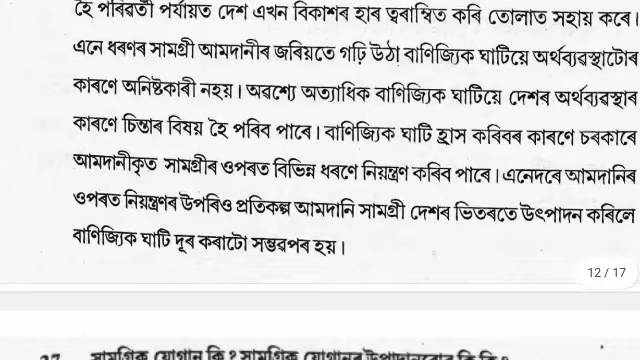 হৈ পৰিৱৰ্তী পৰ্যায়ত দেশ এখন বিকাশৰ হাৰ ত্বৰান্বিত কৰি তোলাত সহায় কৰে।
এনে ধৰণৰ সামগ্ৰী আমদানীৰ জৰিয়তে গঢ়ি উঠা বাণিজ্যিক ঘাটিয়ে অৰ্থব্যৱস্থাটোৰ
কাৰণে অনিষ্টকাৰী নহয়। অৱশ্যে অত্যাধিক বাণিজ্যিক ঘাটিয়ে দেশৰ অৰ্থব্যৱস্থাৰ
কাৰণে চিন্তাৰ বিষয় হৈ পৰিব পাৰে। বাণিজ্যিক ঘাটি হ্ৰাস কৰিবৰ কাৰণে চৰকাৰে
আমদানীকৃত সামগ্ৰীৰ ওপৰত বিভিন্ন ধৰণে নিয়ন্ত্ৰণ কৰিব পাৰে। এনেদৰে আমদানিৰ
ওপৰত নিয়ন্ত্ৰণৰ উপৰিও প্ৰতিকল্প আমদানি সামগ্ৰী দেশৰ ভিতৰতে উৎপাদন কৰিলে
বাণিজ্যিক ঘাটি দূৰ কৰাটো সম্ভৱপৰ হয়।
12 / 17
সামগ্ৰিক যোগান কি? সামগ্ৰিক যোগানৰ